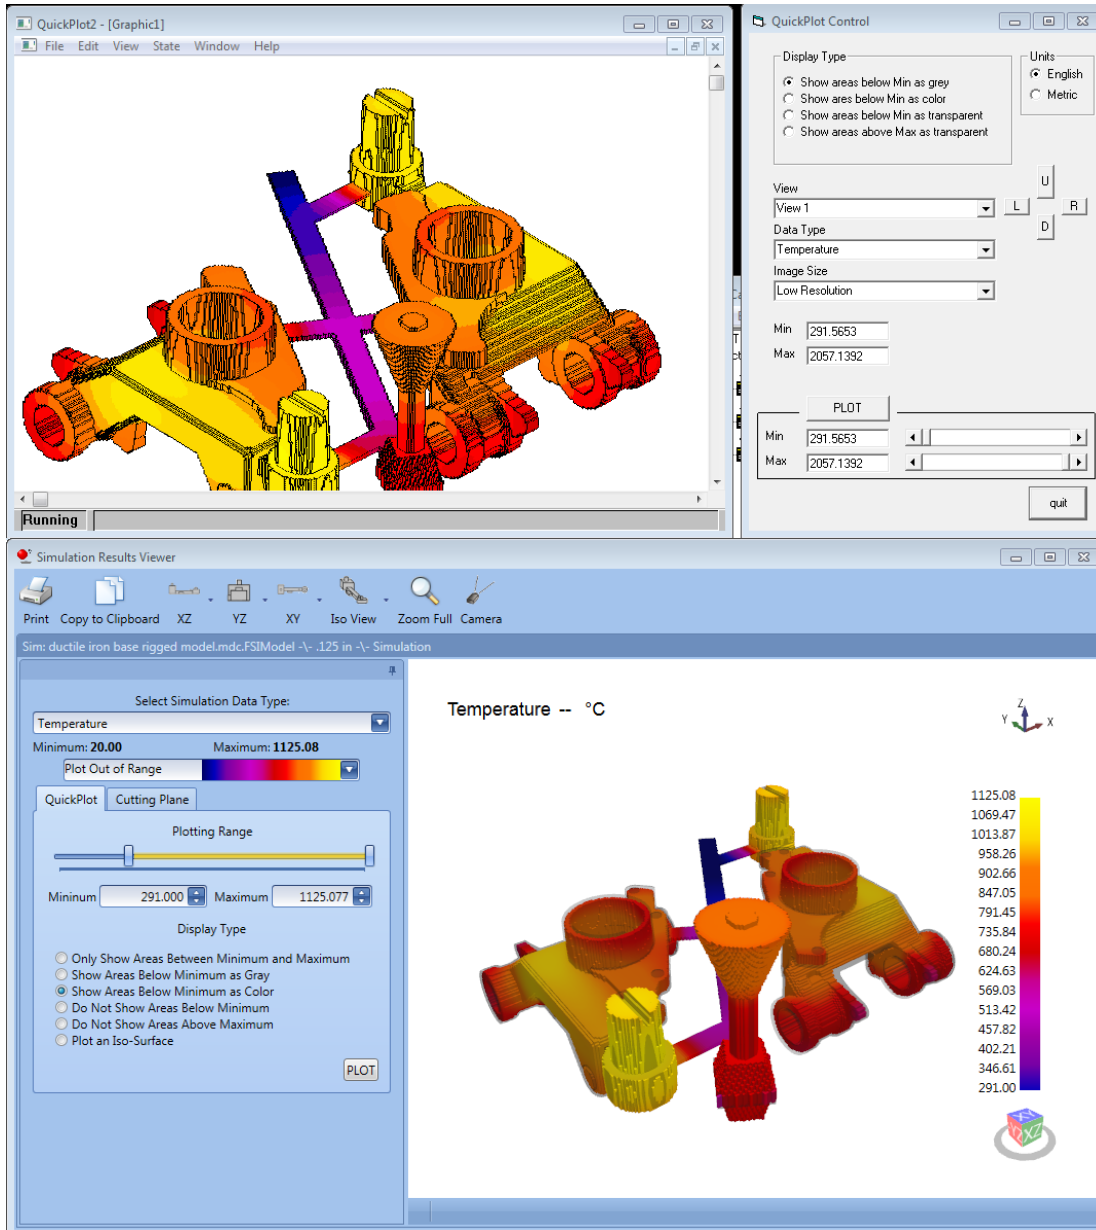 QuickPlot2 - [Graphic1]
File Edit View State Window Help
Running
QuickPlot Control
Display Type
Show areas below Min as grey
Show ares below Min as color
Show areas below Min as transparent
Show areas above Max as transparent
Units
English
Metric
View
View 1
U
L
R
D
Data Type
Temperature
Image Size
Low Resolution
Min 291.5653
Max 2057.1392
PLOT
Min 291.5653
Max 2057.1392
quit
Simulation Results Viewer
Print Copy to Clipboard XZ YZ XY Iso View Zoom Full Camera
Sim: ductile iron base rigged model.mdc.FSIModel -\- .125 in -\- Simulation
Select Simulation Data Type:
Temperature
Minimum: 20.00 Maximum: 1125.08
Plot Out of Range
QuickPlot Cutting Plane
Plotting Range
Mininum 291.000 Maximum 1125.077
Display Type
Only Show Areas Between Minimum and Maximum
Show Areas Below Minimum as Gray
Show Areas Below Minimum as Color
Do Not Show Areas Below Minimum
Do Not Show Areas Above Maximum
Plot an Iso-Surface
PLOT
Temperature -- °C
Z
Y
X
1125.08
1069.47
1013.87
958.26
902.66
847.05
791.45
735.84
680.24
624.63
569.03
513.42
457.82
402.21
346.61
291.00
XZ